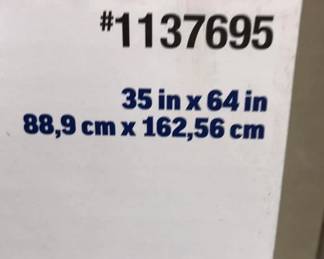 #1137695
35 in x 64 in
88,9 cm x 162,56 cm